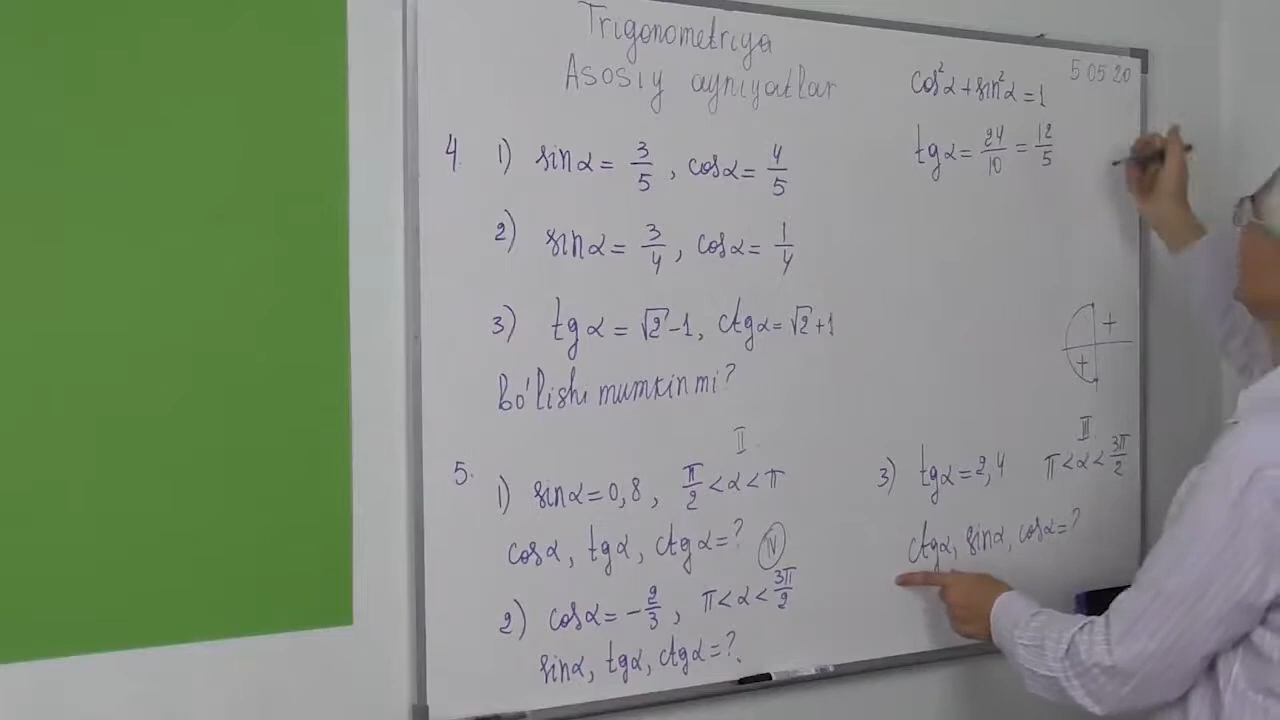 Trigonometriya
Asosiy ayniyatlar
5 05 20
cos²α + sin²α = 1
tgα = 24/10 = 12/5
4. 1) sinα = 3/5, cosα = 4/5
2) sinα = 3/4, cosα = 1/4
3) tgα = √2 - 1, ctgα = √2 + 1
Bo'lishi mumkinmi?
+
+
II
5. 1) sinα = 0,8, π/2 < α < π
cosα, tgα, ctgα = ?
IV
2) cosα = -2/3, π < α < 3π/2
sinα, tgα, ctgα = ?
III
3) tgα = 2,4 π < α < 3π/2
ctgα, sinα, cosα = ?